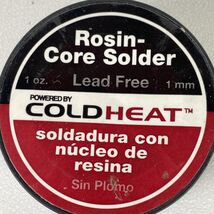 Rosin-
Core Solder
1 oz. Lead Free 1 mm
POWERED BY
COLDHEAT™
soldadura con
núcleo de
resina
Sin Plomo